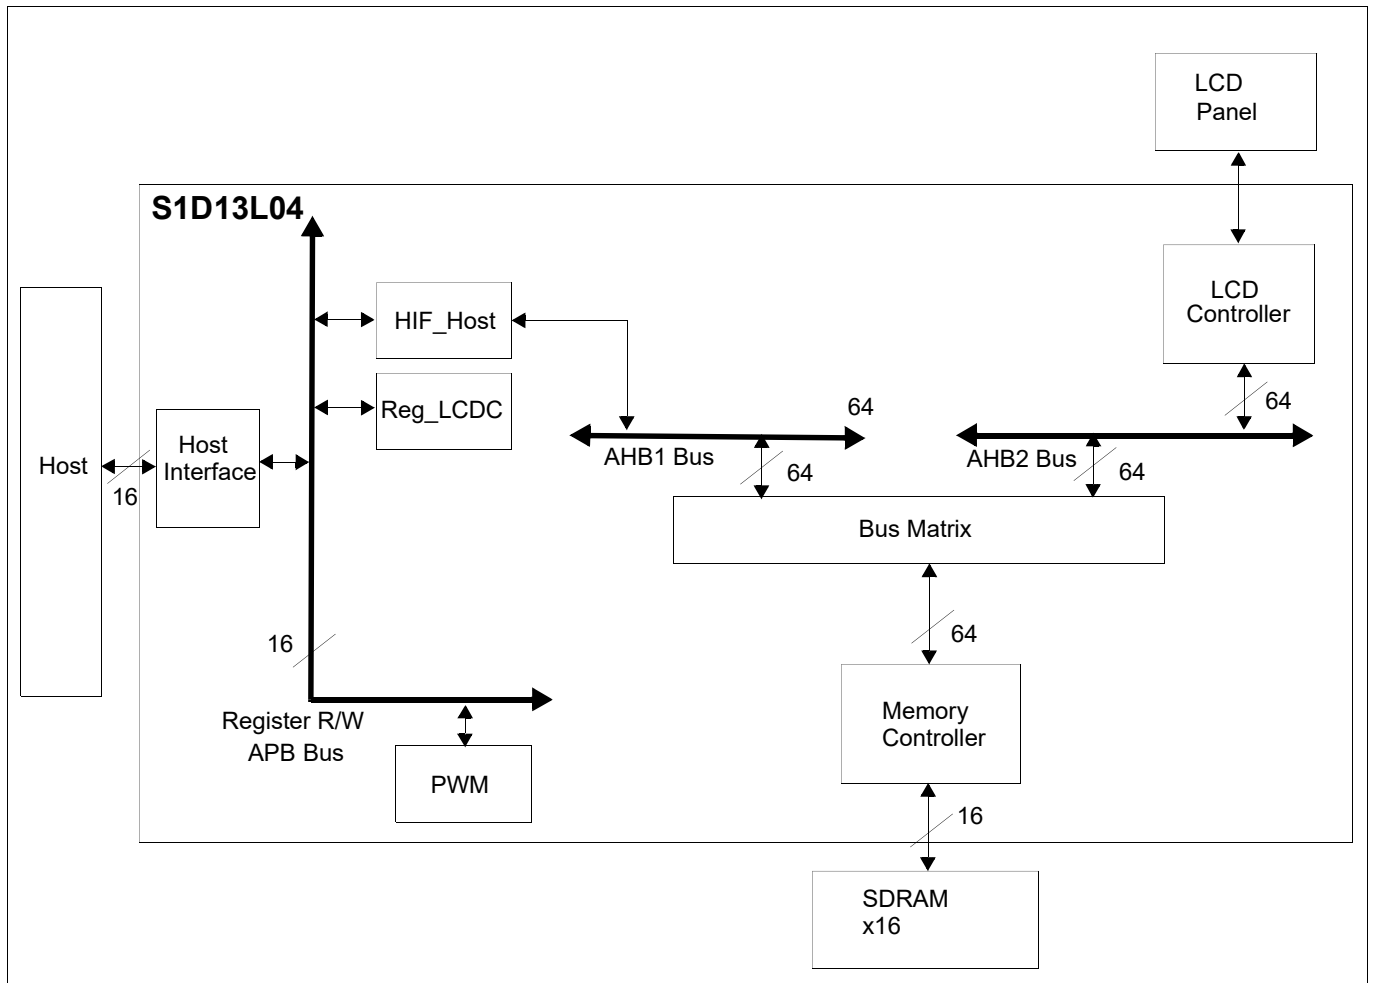 LCD
Panel
S1D13L04
HIF_Host
LCD
Controller
Reg_LCDC
64
64
Host
Interface
Host
16
AHB1 Bus
64
AHB2 Bus
64
Bus Matrix
64
16
Register R/W
APB Bus
PWM
Memory
Controller
16
SDRAM
x16